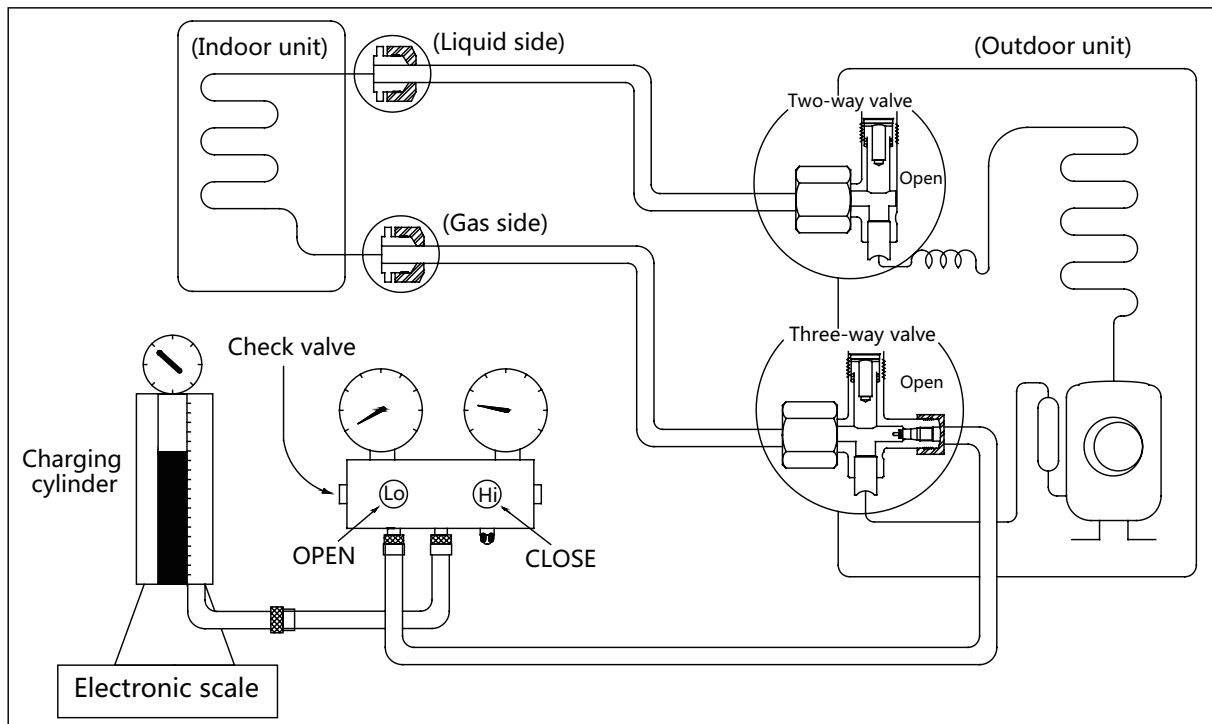 (Indoor unit)
(Liquid side)
(Outdoor unit)
Two-way valve
Open
(Gas side)
Three-way valve
Open
Check valve
Charging
cylinder
Lo
Hi
OPEN
CLOSE
Electronic scale